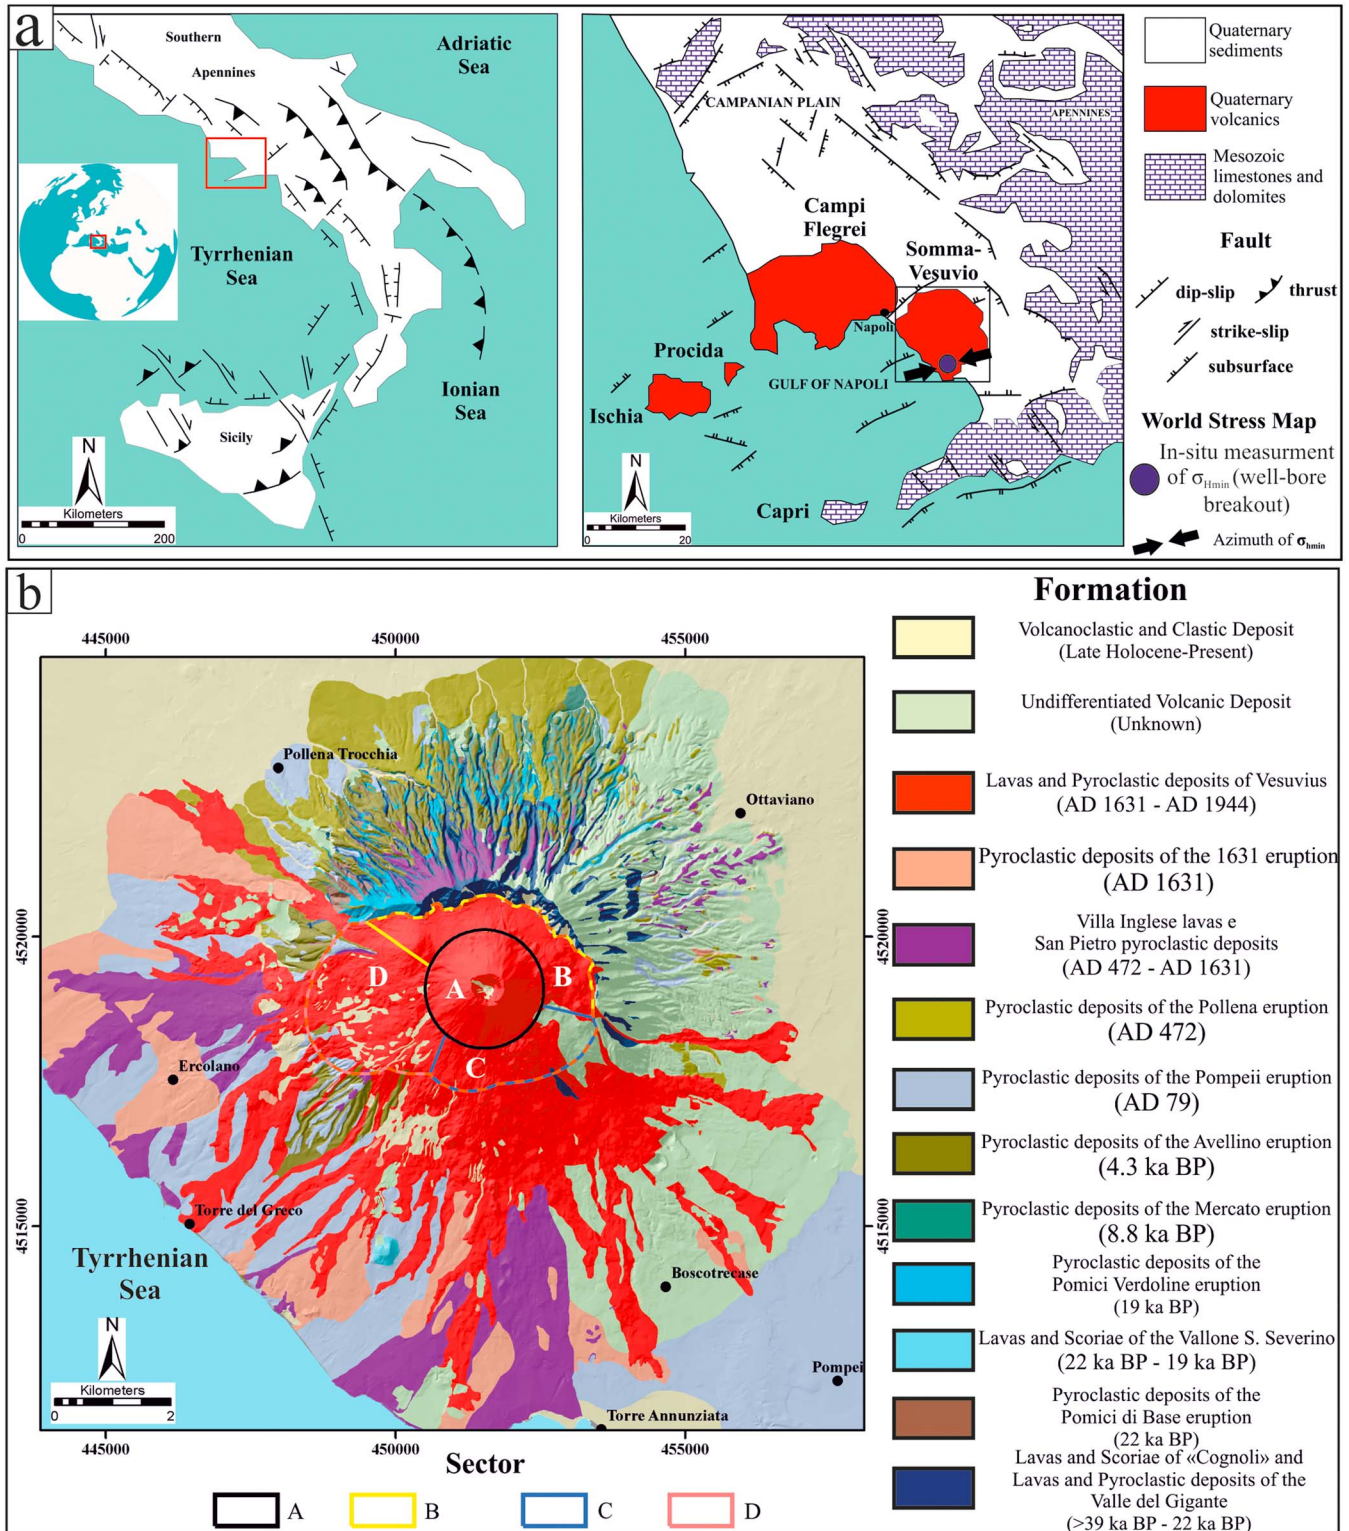 a
Southern
Apennines
Adriatic
Sea
Tyrrhenian
Sea
Ionian
Sea
Sicily
N
Kilometers
0 200
CAMPANIAN PLAIN
APENNINES
Campi
Flegrei
Somma-
Vesuvio
Napoli
Procida
GULF OF NAPOLI
Ischia
Capri
N
Kilometers
0 20
Quaternary
sediments
Quaternary
volcanics
Mesozoic
limestones and
dolomites
Fault
dip-slip
thrust
strike-slip
subsurface
World Stress Map
In-situ measurment
of σHmin (well-bore
breakout)
Azimuth of σhmin
b
445000 450000 455000
4520000
4515000
4520000
4515000
Pollena Trocchia
Ottaviano
D
A
B
C
Ercolano
Torre del Greco
Tyrrhenian
Sea
Boscotrecase
Pompei
Torre Annunziata
N
Kilometers
0 2
445000 450000 455000
Sector
A B C D
Formation
Volcanoclastic and Clastic Deposit
(Late Holocene-Present)
Undifferentiated Volcanic Deposit
(Unknown)
Lavas and Pyroclastic deposits of Vesuvius
(AD 1631 - AD 1944)
Pyroclastic deposits of the 1631 eruption
(AD 1631)
Villa Inglese lavas e
San Pietro pyroclastic deposits
(AD 472 - AD 1631)
Pyroclastic deposits of the Pollena eruption
(AD 472)
Pyroclastic deposits of the Pompeii eruption
(AD 79)
Pyroclastic deposits of the Avellino eruption
(4.3 ka BP)
Pyroclastic deposits of the Mercato eruption
(8.8 ka BP)
Pyroclastic deposits of the
Pomici Verdoline eruption
(19 ka BP)
Lavas and Scoriae of the Vallone S. Severino
(22 ka BP - 19 ka BP)
Pyroclastic deposits of the
Pomici di Base eruption
(22 ka BP)
Lavas and Scoriae of «Cognoli» and
Lavas and Pyroclastic deposits of the
Valle del Gigante
(>39 ka BP - 22 ka BP)